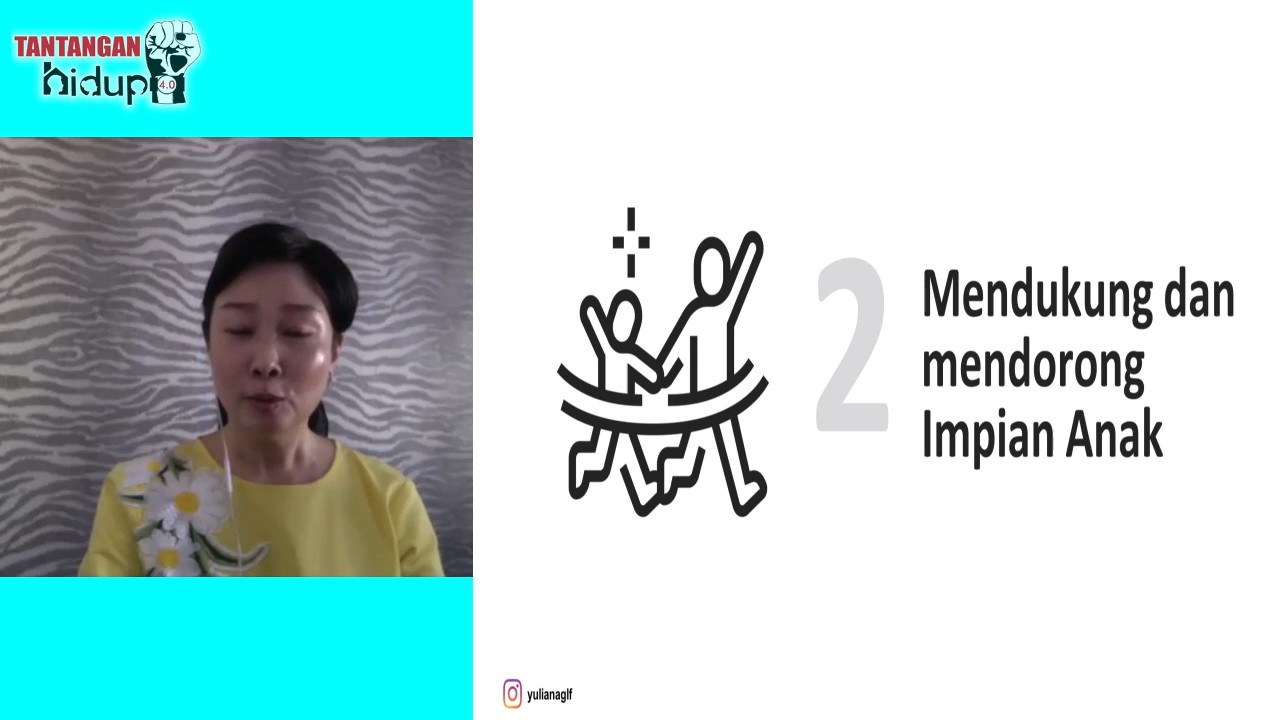 TANTANGAN
hidup
4.0
2
Mendukung dan
mendorong
Impian Anak
yulianaglf